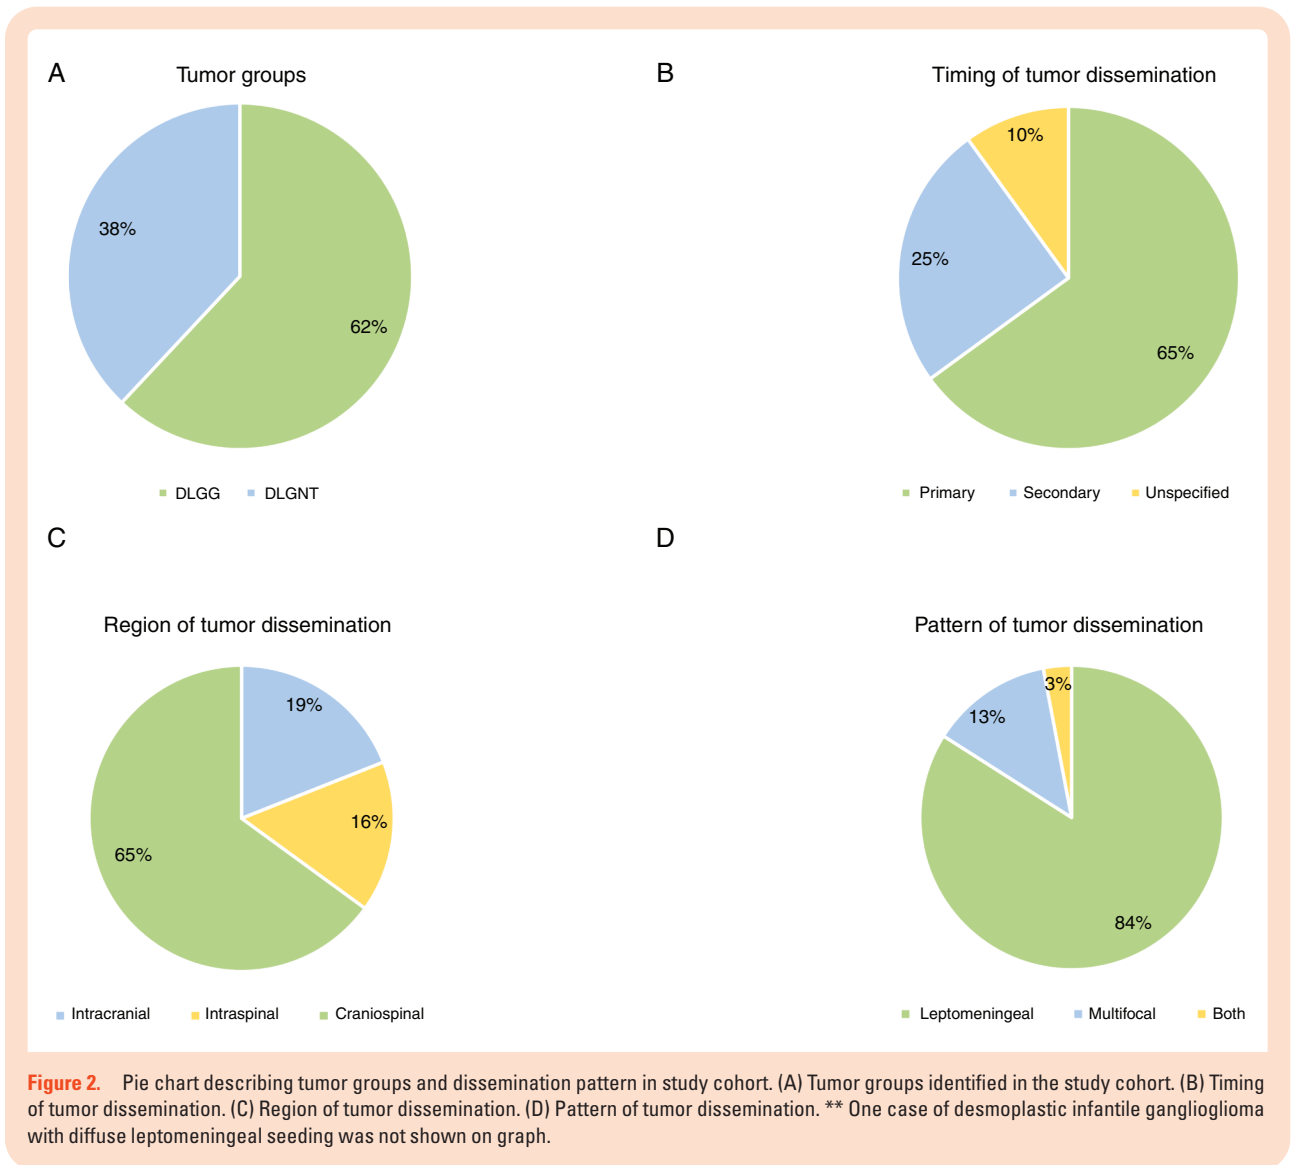 A
Tumor groups
38%
62%
DLGG DLGNT
B
Timing of tumor dissemination
10%
25%
65%
Primary Secondary Unspecified
C
Region of tumor dissemination
19%
16%
65%
Intracranial Intraspinal Craniospinal
D
Pattern of tumor dissemination
3%
13%
84%
Leptomeningeal Multifocal Both
Figure 2. Pie chart describing tumor groups and dissemination pattern in study cohort. (A) Tumor groups identified in the study cohort. (B) Timing
of tumor dissemination. (C) Region of tumor dissemination. (D) Pattern of tumor dissemination. ** One case of desmoplastic infantile ganglioglioma
with diffuse leptomeningeal seeding was not shown on graph.